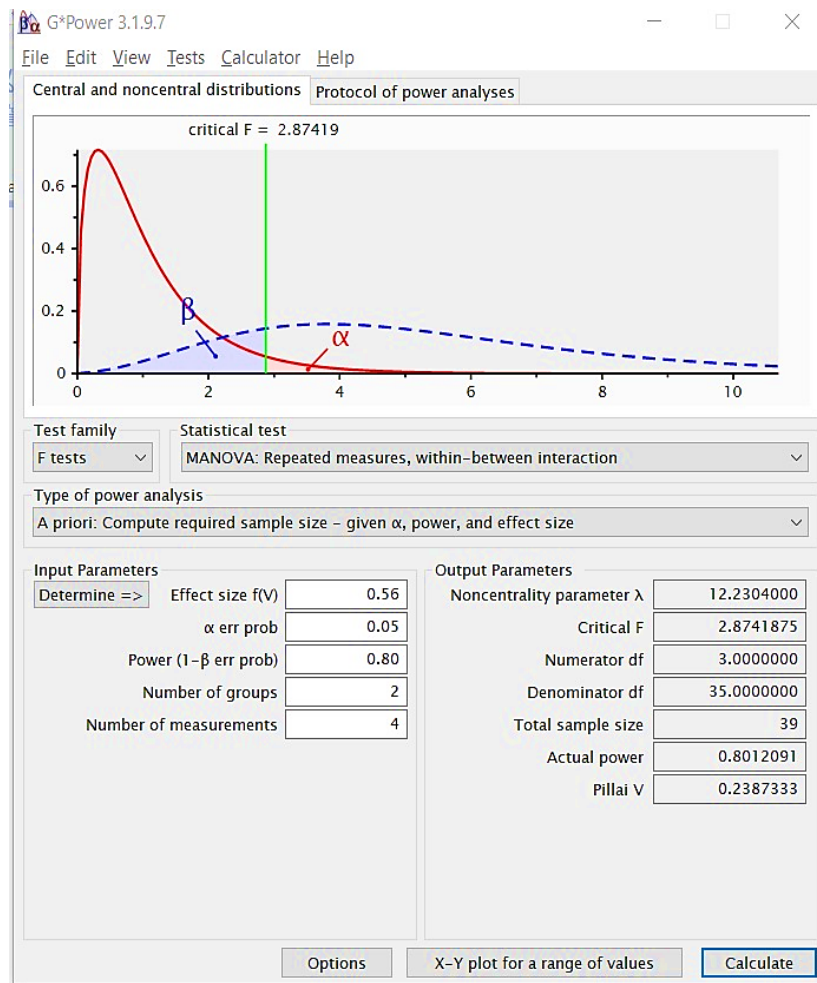 G*Power 3.1.9.7
File Edit View Tests Calculator Help
Central and noncentral distributions Protocol of power analyses
critical F = 2.87419
0.6
0.4
0.2
0
β
α
0 2 4 6 8 10
Test family Statistical test
F tests MANOVA: Repeated measures, within-between interaction
Type of power analysis
A priori: Compute required sample size - given α, power, and effect size
Input Parameters
Determine => Effect size f(V) 0.56
α err prob 0.05
Power (1-β err prob) 0.80
Number of groups 2
Number of measurements 4
Output Parameters
Noncentrality parameter λ 12.2304000
Critical F 2.8741875
Numerator df 3.0000000
Denominator df 35.0000000
Total sample size 39
Actual power 0.8012091
Pillai V 0.2387333
Options X-Y plot for a range of values Calculate